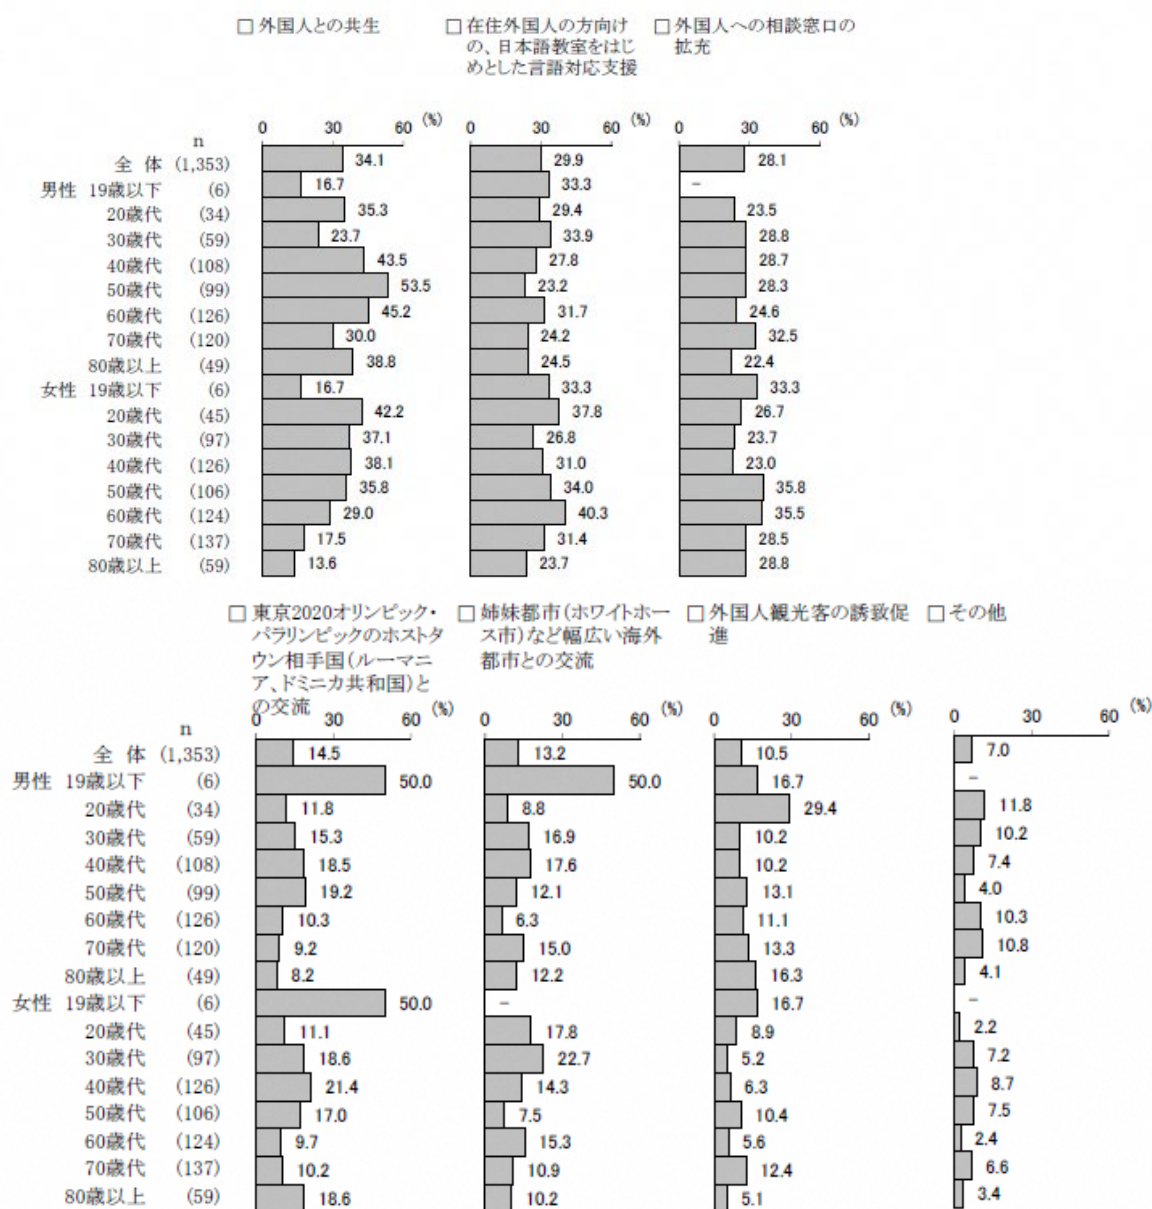 □ 外国人との共生 □ 在住外国人の方向け □ 外国人への相談窓口の
の、日本語教室をはじ 拡充
めとした言語対応支援
0 30 60 (%) 0 30 60 (%) 0 30 60 (%)
n
全 体 (1,353) 34.1 29.9 28.1
男性 19歳以下 (6) 16.7 33.3 －
20歳代 (34) 35.3 29.4 23.5
30歳代 (59) 23.7 33.9 28.8
40歳代 (108) 43.5 27.8 28.7
50歳代 (99) 53.5 23.2 28.3
60歳代 (126) 45.2 31.7 24.6
70歳代 (120) 30.0 24.2 32.5
80歳以上 (49) 38.8 24.5 22.4
女性 19歳以下 (6) 16.7 33.3 33.3
20歳代 (45) 42.2 37.8 26.7
30歳代 (97) 37.1 26.8 23.7
40歳代 (126) 38.1 31.0 23.0
50歳代 (106) 35.8 34.0 35.8
60歳代 (124) 29.0 40.3 35.5
70歳代 (137) 17.5 31.4 28.5
80歳以上 (59) 13.6 23.7 28.8
□ 東京2020オリンピック・ □ 姉妹都市(ホワイトホー □ 外国人観光客の誘致促 □ その他
パラリンピックのホストタ ス市)など幅広い海外 進
ウン相手国(ルーマニ 都市との交流
ア、ドミニカ共和国)と
の交流
0 30 60 (%) 0 30 60 (%) 0 30 60 (%) 0 30 60 (%)
n
全 体 (1,353) 14.5 13.2 10.5 7.0
男性 19歳以下 (6) 50.0 50.0 16.7 －
20歳代 (34) 11.8 8.8 29.4 11.8
30歳代 (59) 15.3 16.9 10.2 10.2
40歳代 (108) 18.5 17.6 10.2 7.4
50歳代 (99) 19.2 12.1 13.1 4.0
60歳代 (126) 10.3 6.3 11.1 10.3
70歳代 (120) 9.2 15.0 13.3 10.8
80歳以上 (49) 8.2 12.2 16.3 4.1
女性 19歳以下 (6) 50.0 － 16.7 －
20歳代 (45) 11.1 17.8 8.9 2.2
30歳代 (97) 18.6 22.7 5.2 7.2
40歳代 (126) 21.4 14.3 6.3 8.7
50歳代 (106) 17.0 7.5 10.4 7.5
60歳代 (124) 9.7 15.3 5.6 2.4
70歳代 (137) 10.2 10.9 12.4 6.6
80歳以上 (59) 18.6 10.2 5.1 3.4